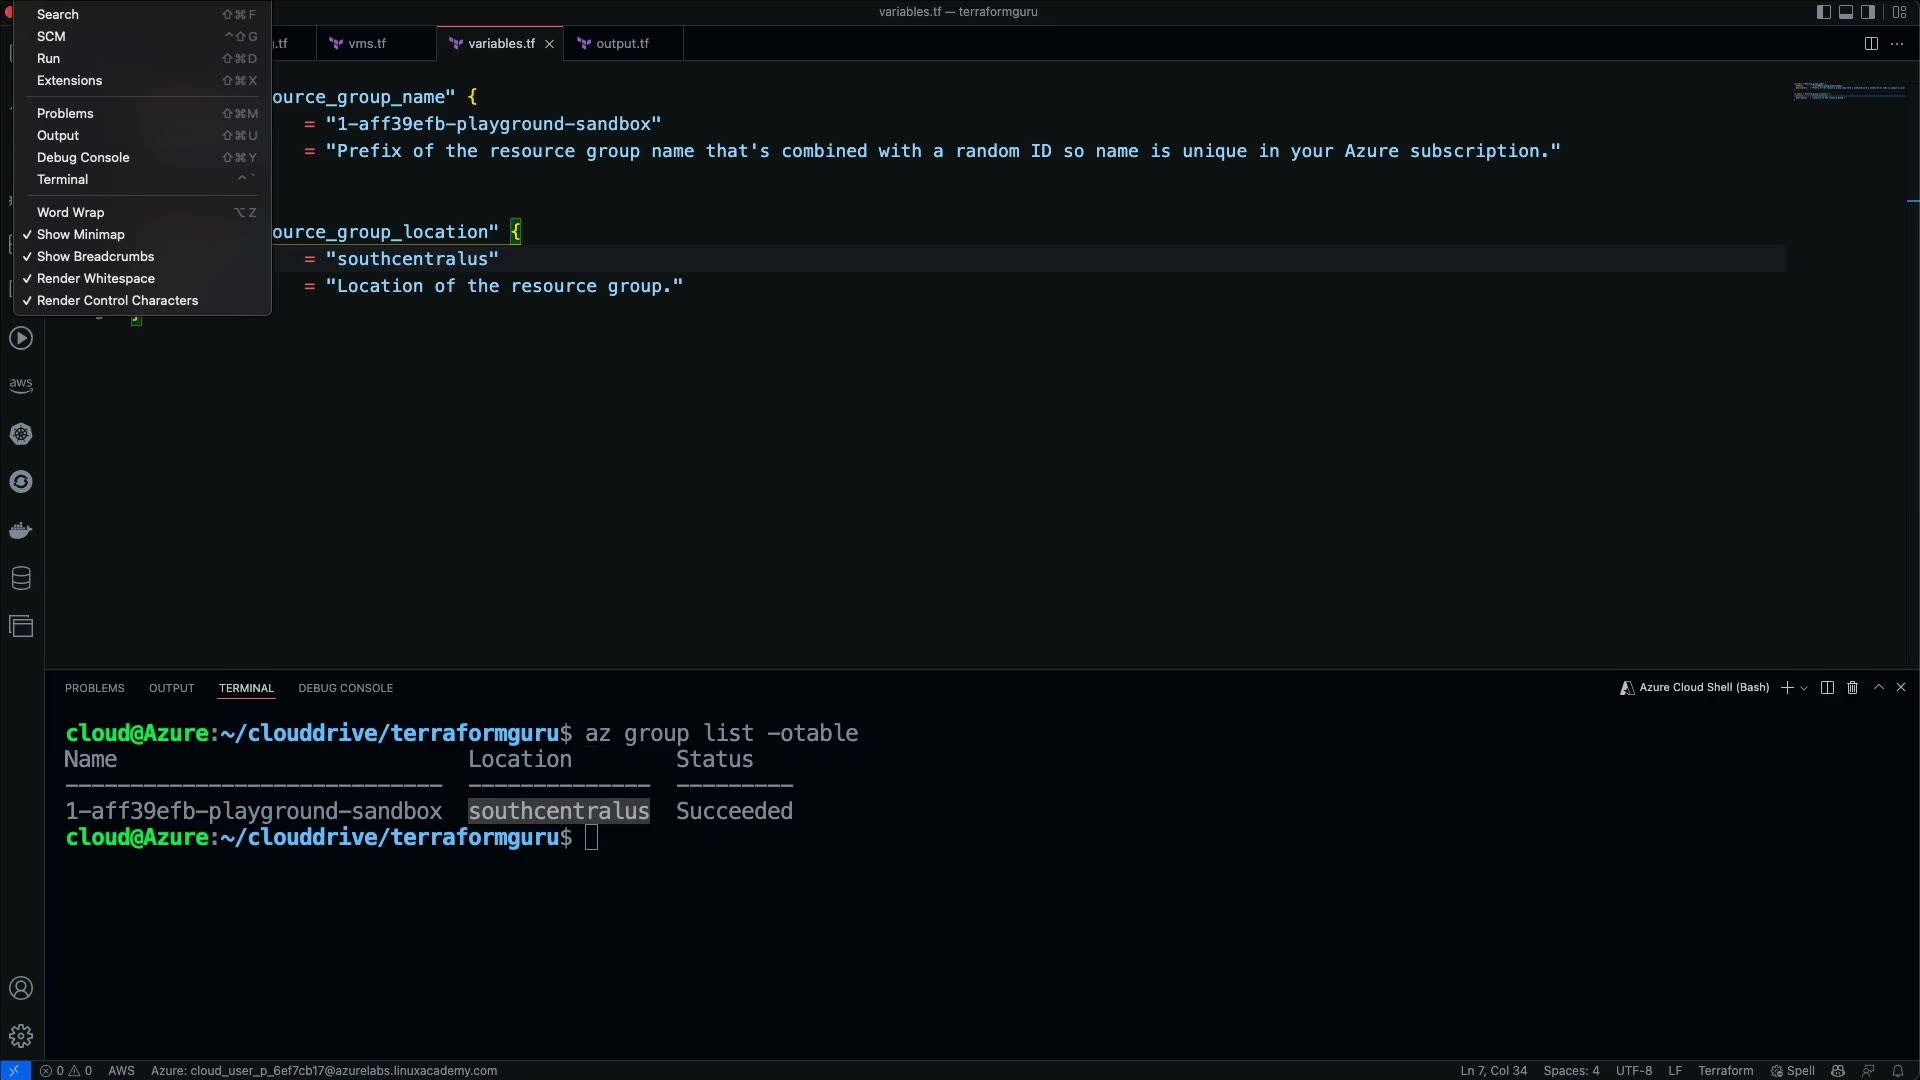 variables.tf — terraformguru
Search ⇧⌘F
SCM ^⇧G
Run ⇧⌘D
Extensions ⇧⌘X
Problems ⇧⌘M
Output ⇧⌘U
Debug Console ⇧⌘Y
Terminal ^`
Word Wrap ⌥Z
✓ Show Minimap
✓ Show Breadcrumbs
✓ Render Whitespace
✓ Render Control Characters
.tf vms.tf variables.tf output.tf
ource_group_name" {
= "1-aff39efb-playground-sandbox"
= "Prefix of the resource group name that's combined with a random ID so name is unique in your Azure subscription."
ource_group_location" {
= "southcentralus"
= "Location of the resource group."
}
aws
PROBLEMS OUTPUT TERMINAL DEBUG CONSOLE Azure Cloud Shell (Bash)
cloud@Azure:~/clouddrive/terraformguru$ az group list -otable
Name Location Status
----------------------------- -------------- ---------
1-aff39efb-playground-sandbox southcentralus Succeeded
cloud@Azure:~/clouddrive/terraformguru$
0 0 AWS Azure: cloud_user_p_6ef7cb17@azurelabs.linuxacademy.com Ln 7, Col 34 Spaces: 4 UTF-8 LF Terraform Spell